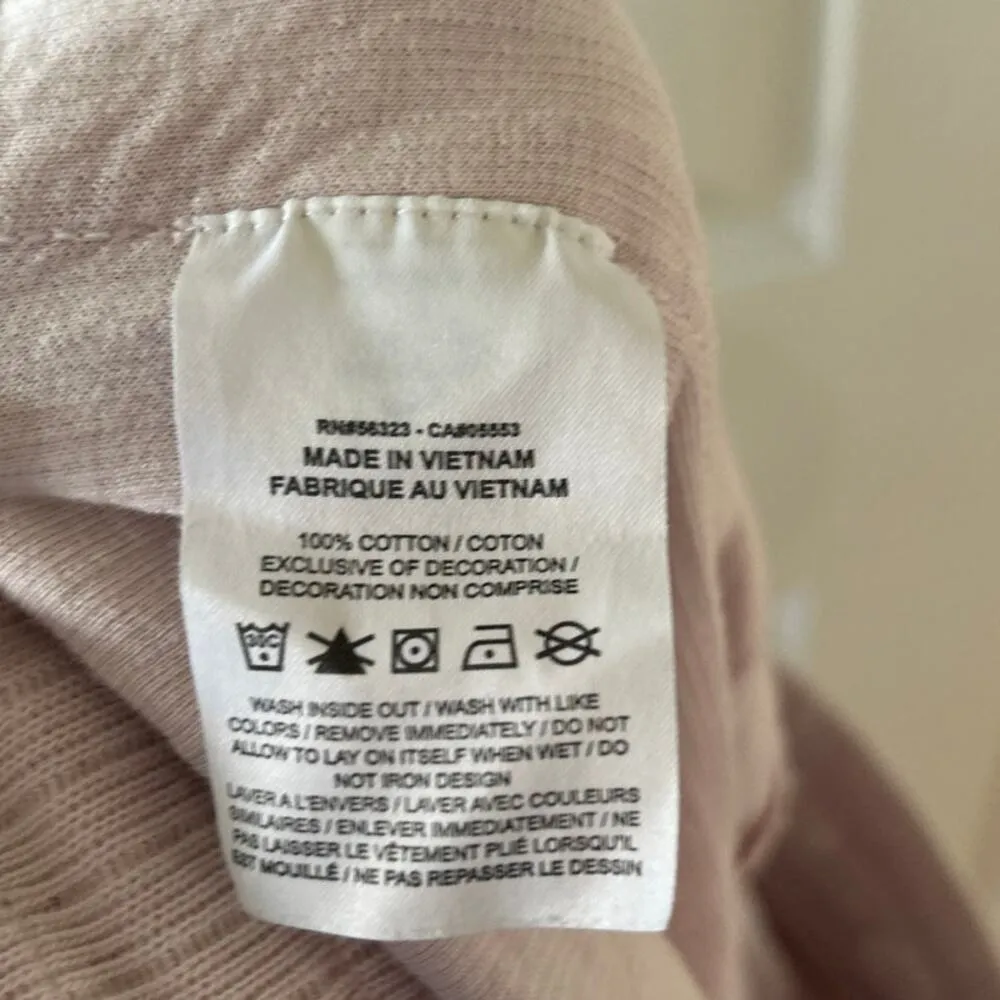 RN#56323 - CA#05553
MADE IN VIETNAM
FABRIQUE AU VIETNAM
100% COTTON / COTON
EXCLUSIVE OF DECORATION /
DECORATION NON COMPRISE
30C
WASH INSIDE OUT / WASH WITH LIKE
COLORS / REMOVE IMMEDIATELY / DO NOT
ALLOW TO LAY ON ITSELF WHEN WET / DO
NOT IRON DESIGN
LAVER A L'ENVERS / LAVER AVEC COULEURS
SIMILAIRES / ENLEVER IMMEDIATEMENT / NE
PAS LAISSER LE VÊTEMENT PLIÉ LORSQU'IL
EST MOUILLÉ / NE PAS REPASSER LE DESSIN